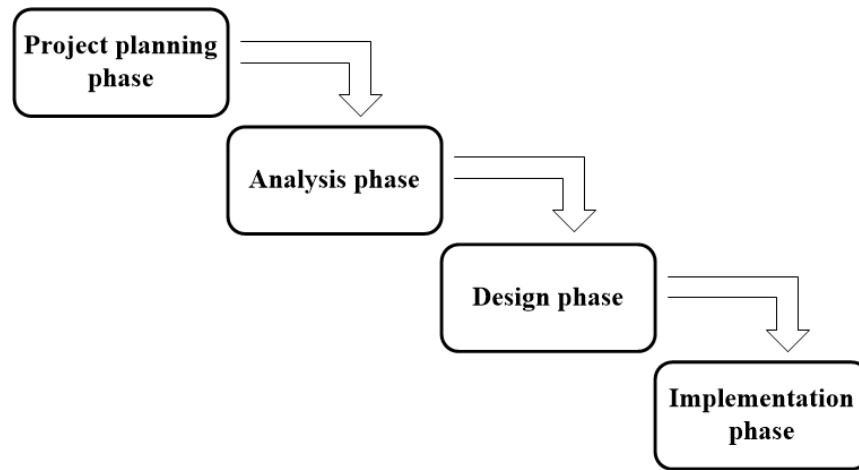 Project planning
phase
Analysis phase
Design phase
Implementation
phase